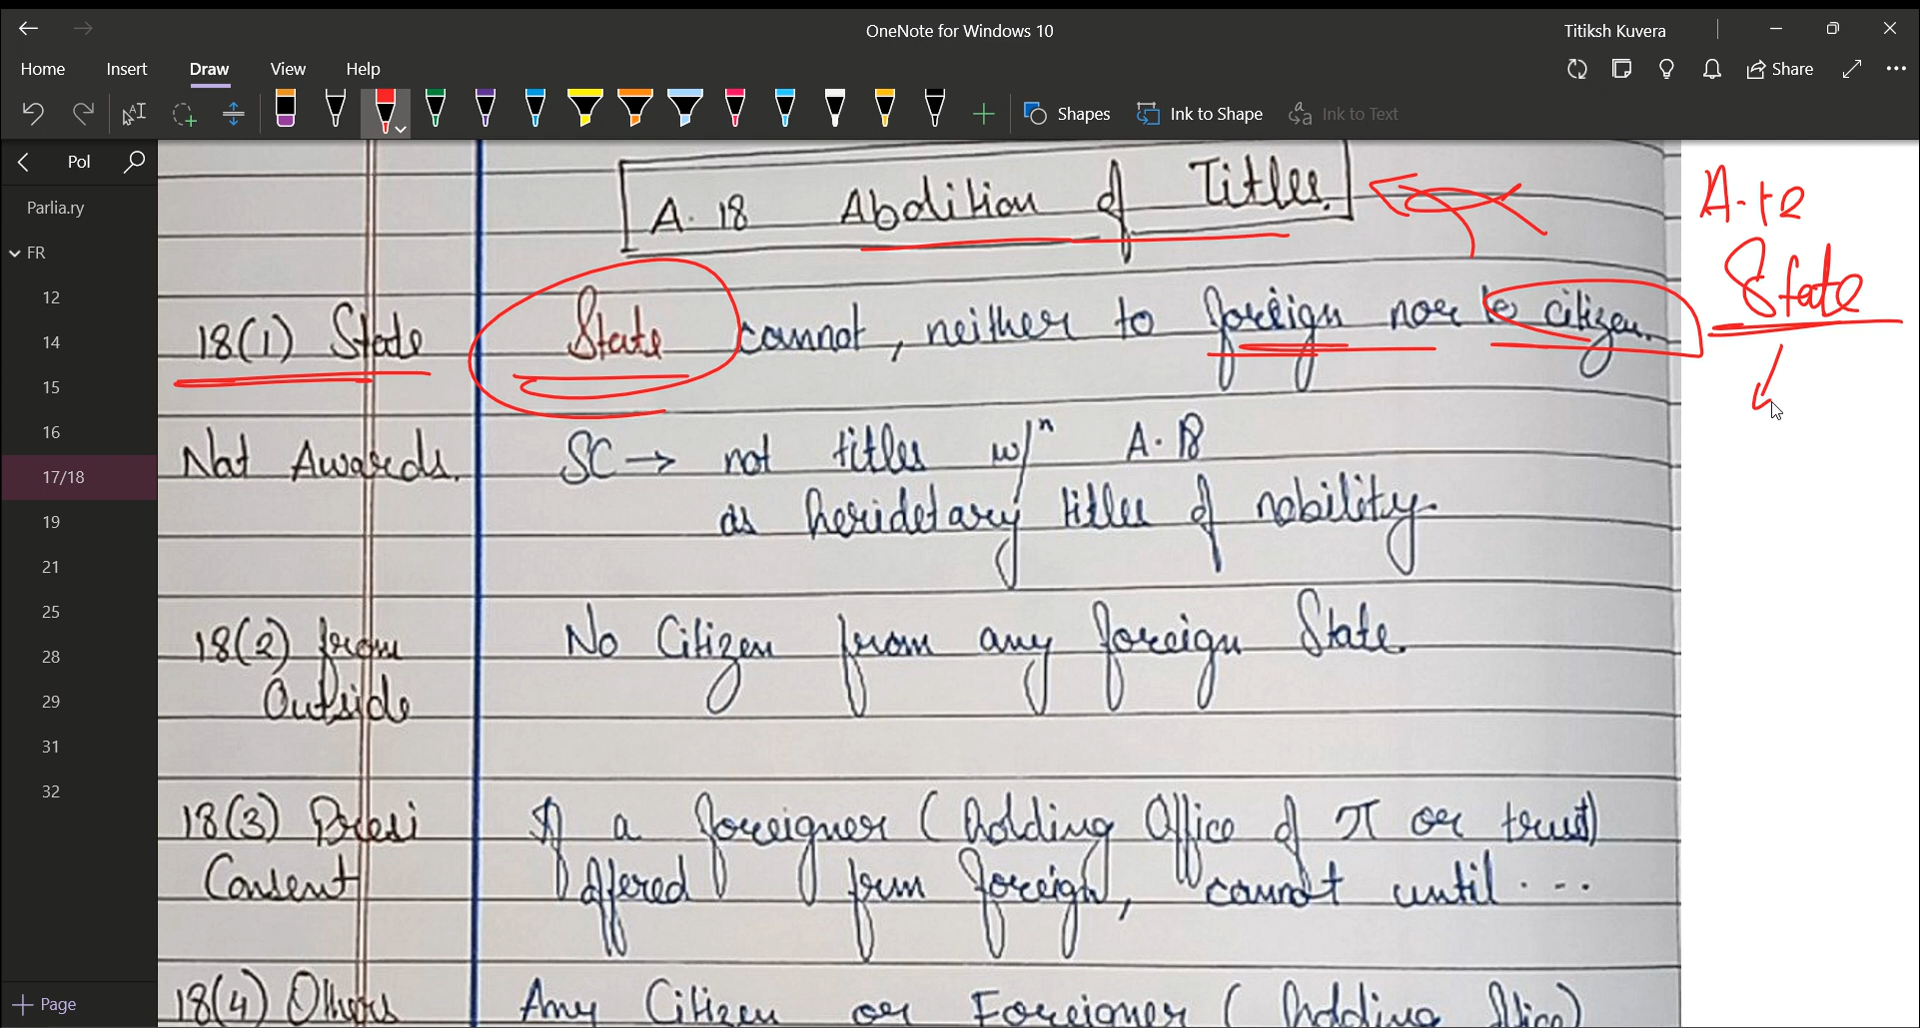 OneNote for Windows 10
Titiksh Kuvera
Home Insert Draw View Help
Share
Shapes Ink to Shape Ink to Text
Pol
Parlia.ry
FR
12
14
15
16
17/18
19
21
25
28
29
31
32
Page
A. 18 Abolition of Titles.
A-12
State
18(1) State State cannot, neither to foreign nor to citizen.
Nat Awards. SC → not titles w/n A. 18
as heridetary titles of nobility.
18(2) from No Citizen from any foreign State.
Outside
18(3) Presi If a foreigner ( holding Office of π or trust)
Consent offered from foreign, cannot until ...
18(4) Others Any Citizen or Foreigner ( holding office)